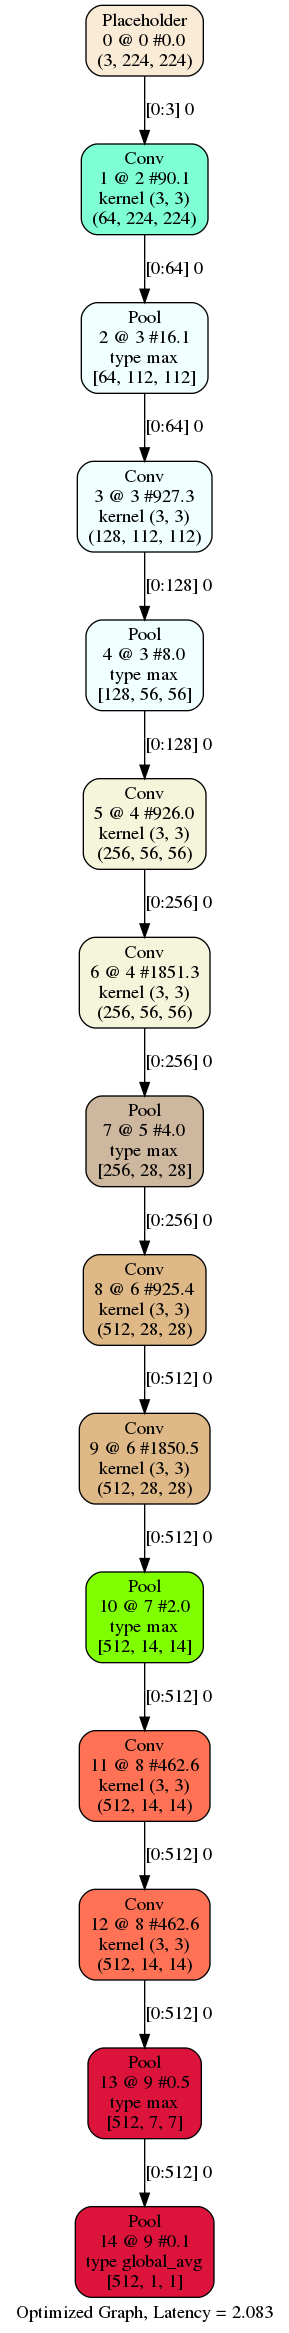 Placeholder
0 @ 0 #0.0
(3, 224, 224)
[0:3] 0
Conv
1 @ 2 #90.1
kernel (3, 3)
(64, 224, 224)
[0:64] 0
Pool
2 @ 3 #16.1
type max
[64, 112, 112]
[0:64] 0
Conv
3 @ 3 #927.3
kernel (3, 3)
(128, 112, 112)
[0:128] 0
Pool
4 @ 3 #8.0
type max
[128, 56, 56]
[0:128] 0
Conv
5 @ 4 #926.0
kernel (3, 3)
(256, 56, 56)
[0:256] 0
Conv
6 @ 4 #1851.3
kernel (3, 3)
(256, 56, 56)
[0:256] 0
Pool
7 @ 5 #4.0
type max
[256, 28, 28]
[0:256] 0
Conv
8 @ 6 #925.4
kernel (3, 3)
(512, 28, 28)
[0:512] 0
Conv
9 @ 6 #1850.5
kernel (3, 3)
(512, 28, 28)
[0:512] 0
Pool
10 @ 7 #2.0
type max
[512, 14, 14]
[0:512] 0
Conv
11 @ 8 #462.6
kernel (3, 3)
(512, 14, 14)
[0:512] 0
Conv
12 @ 8 #462.6
kernel (3, 3)
(512, 14, 14)
[0:512] 0
Pool
13 @ 9 #0.5
type max
[512, 7, 7]
[0:512] 0
Pool
14 @ 9 #0.1
type global_avg
[512, 1, 1]
Optimized Graph, Latency = 2.083